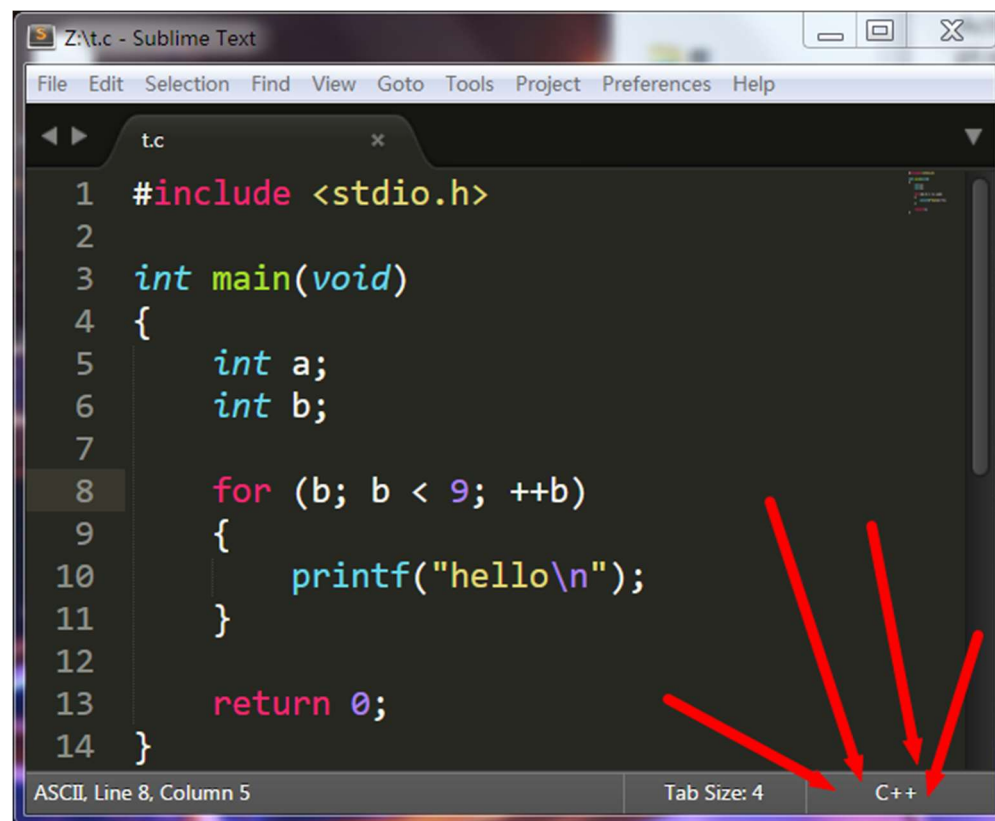 Z:\t.c - Sublime Text
File Edit Selection Find View Goto Tools Project Preferences Help
t.c
1 #include <stdio.h>
2
3 int main(void)
4 {
5     int a;
6     int b;
7
8     for (b; b < 9; ++b)
9     {
10         printf("hello\n");
11     }
12
13     return 0;
14 }
ASCII, Line 8, Column 5 Tab Size: 4 C++